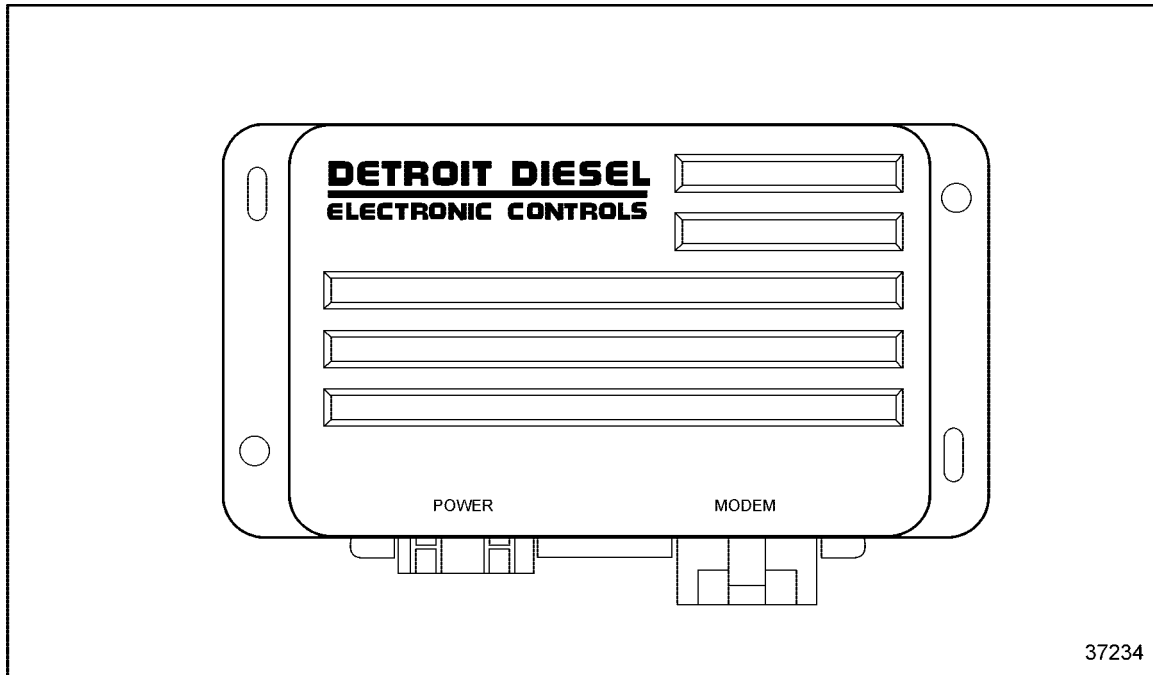 DETROIT DIESEL
ELECTRONIC CONTROLS
POWER
MODEM
37234